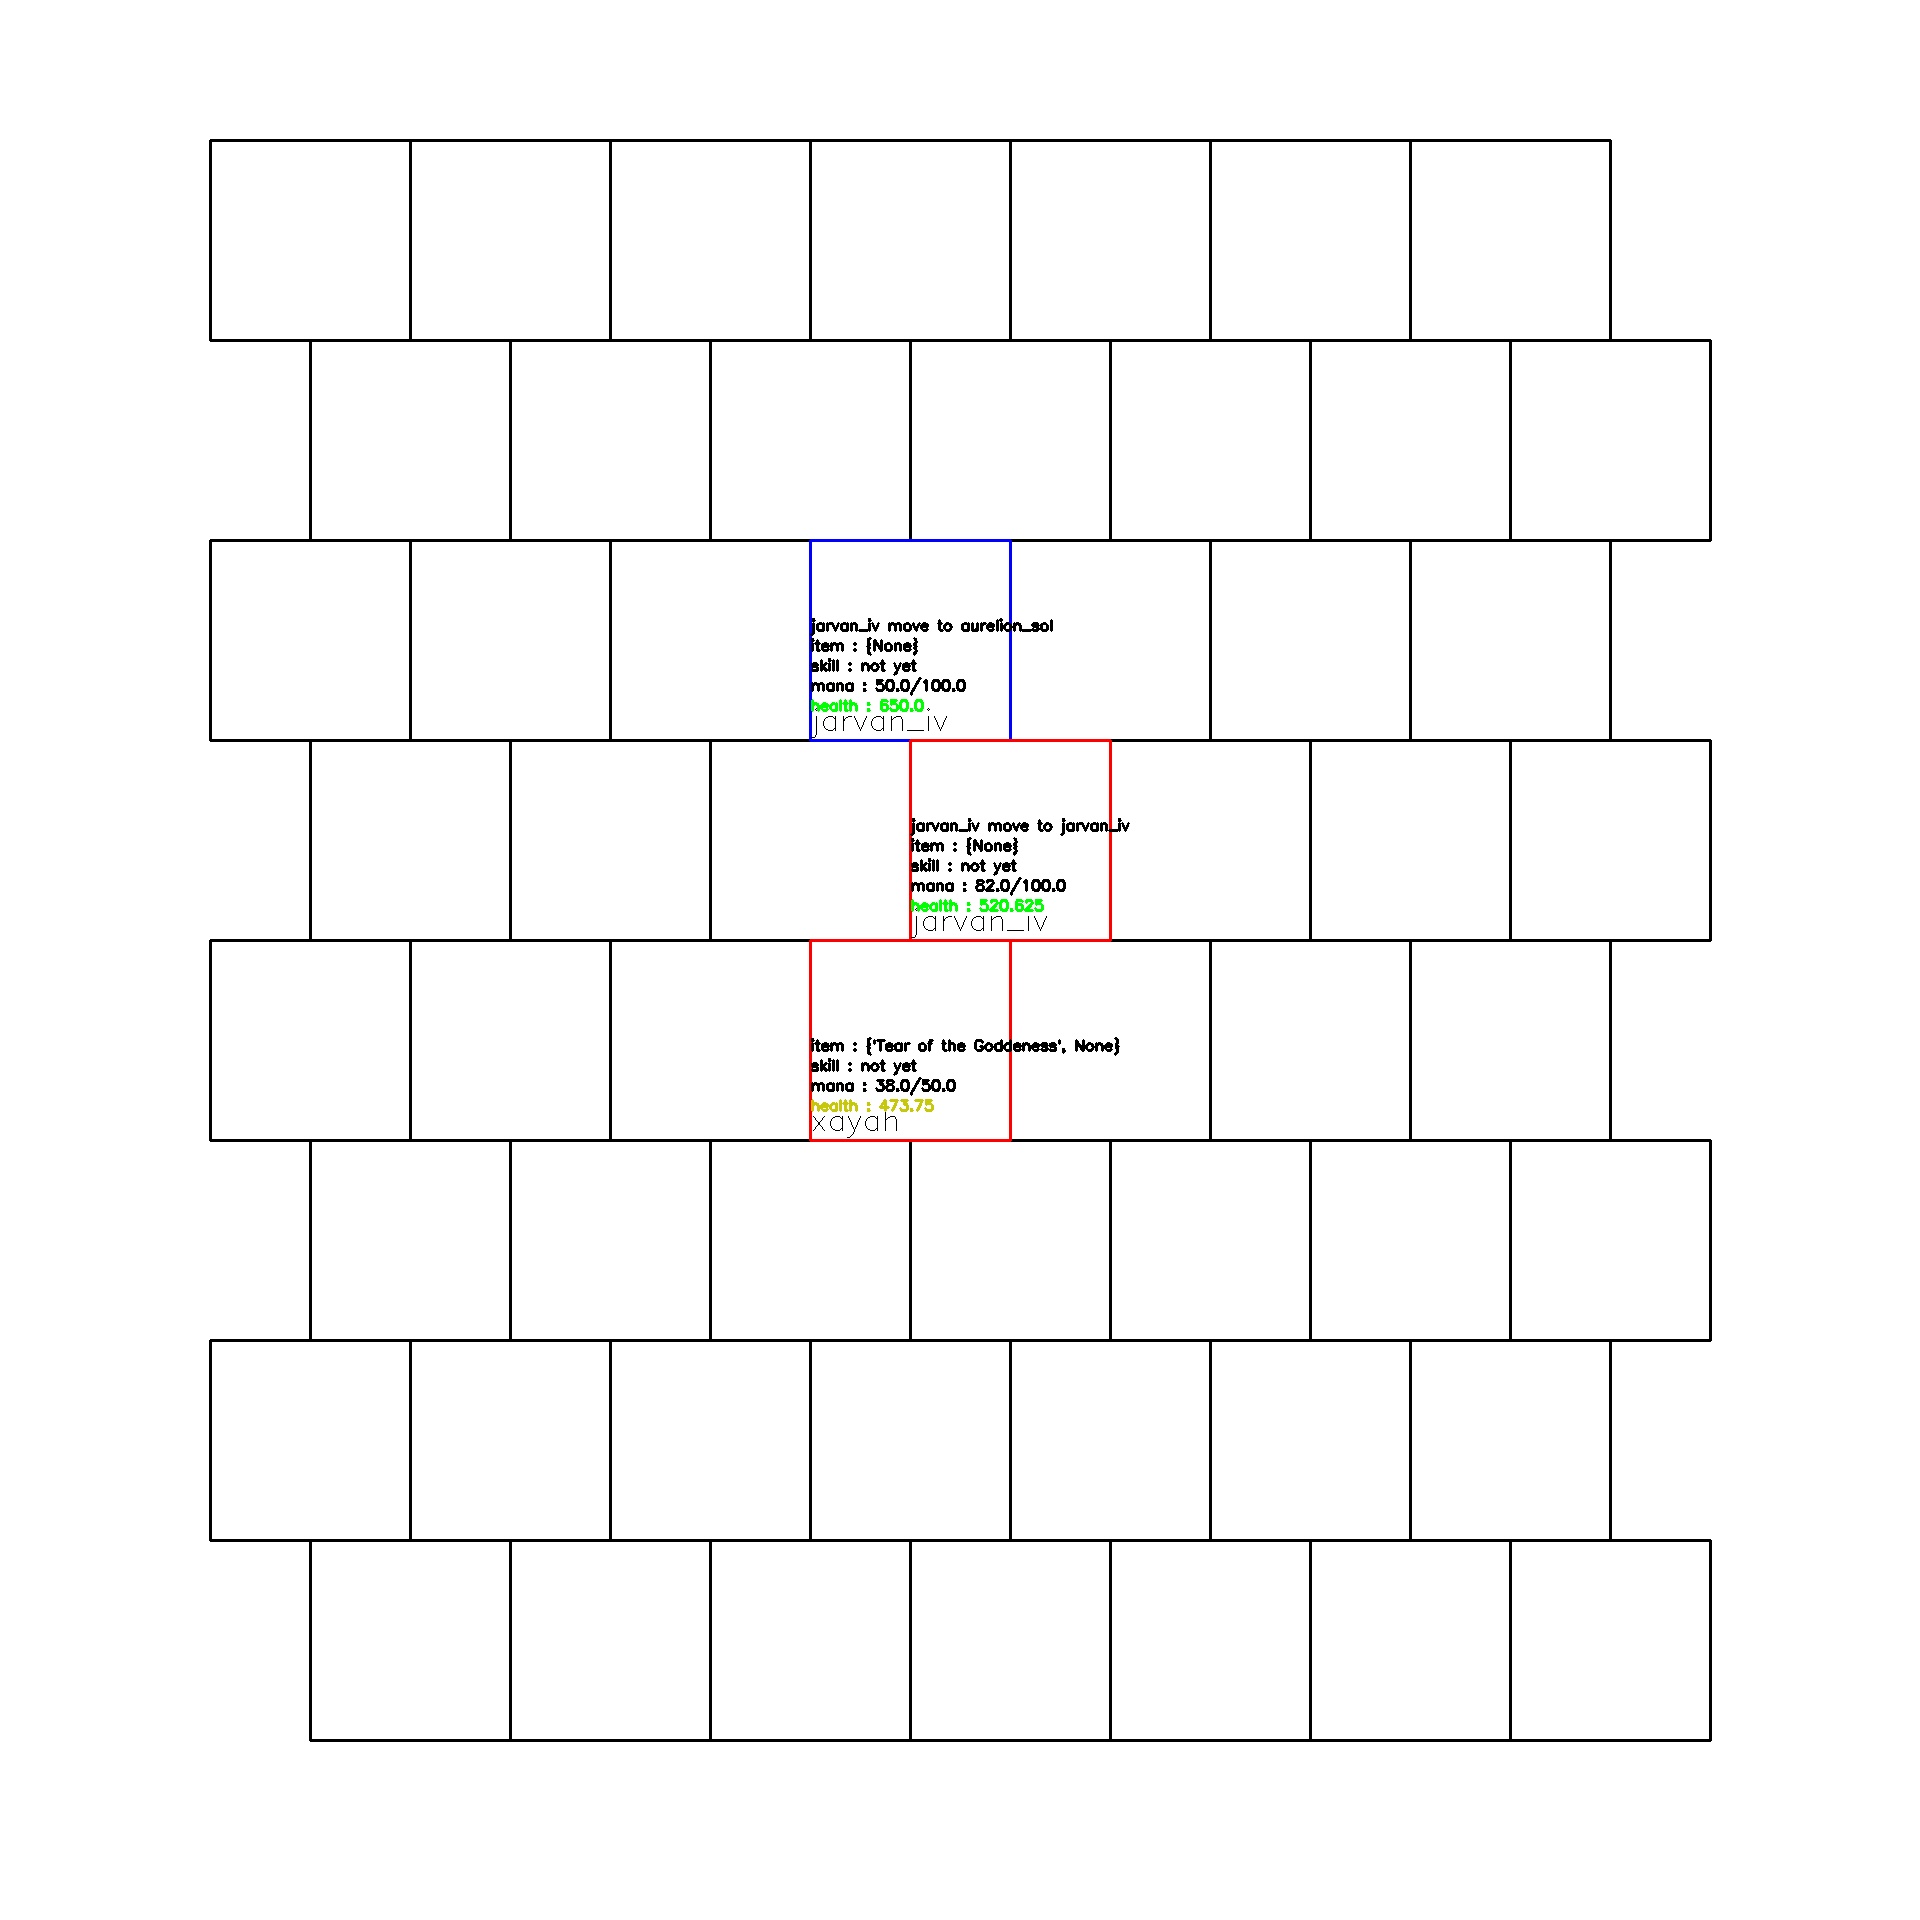 jarvan_iv move to aurelion_sol
item : {None}
skill : not yet
mana : 50.0/100.0
health : 650.0
jarvan_iv
jarvan_iv move to jarvan_iv
item : {None}
skill : not yet
mana : 82.0/100.0
health : 520.625
jarvan_iv
item : {'Tear of the Goddeness', None}
skill : not yet
mana : 38.0/50.0
health : 473.75
xayah